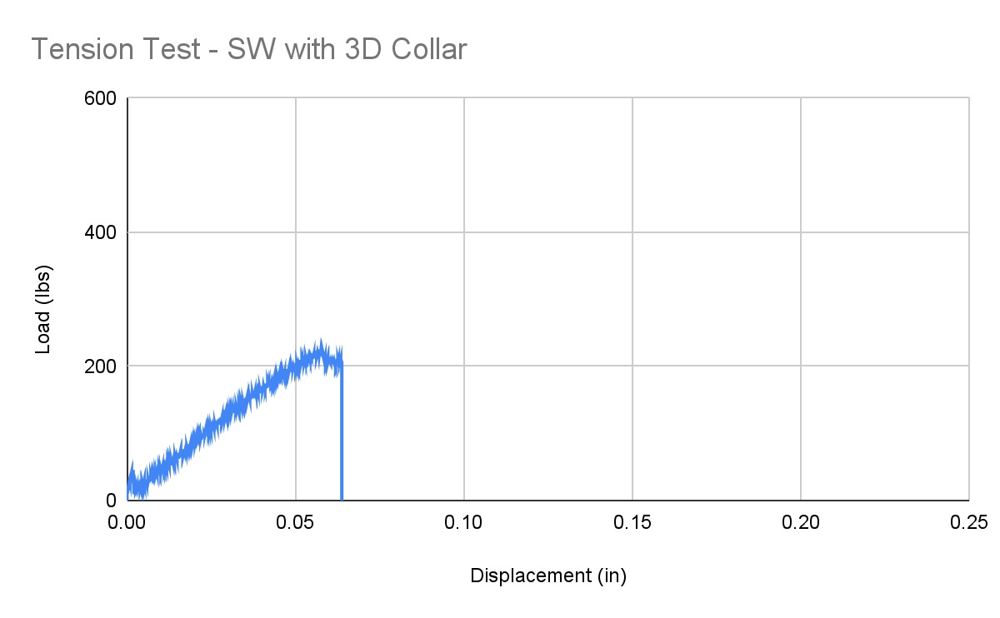 Tension Test - SW with 3D Collar
600
400
200
0
Load (lbs)
0.00 0.05 0.10 0.15 0.20 0.25
Displacement (in)